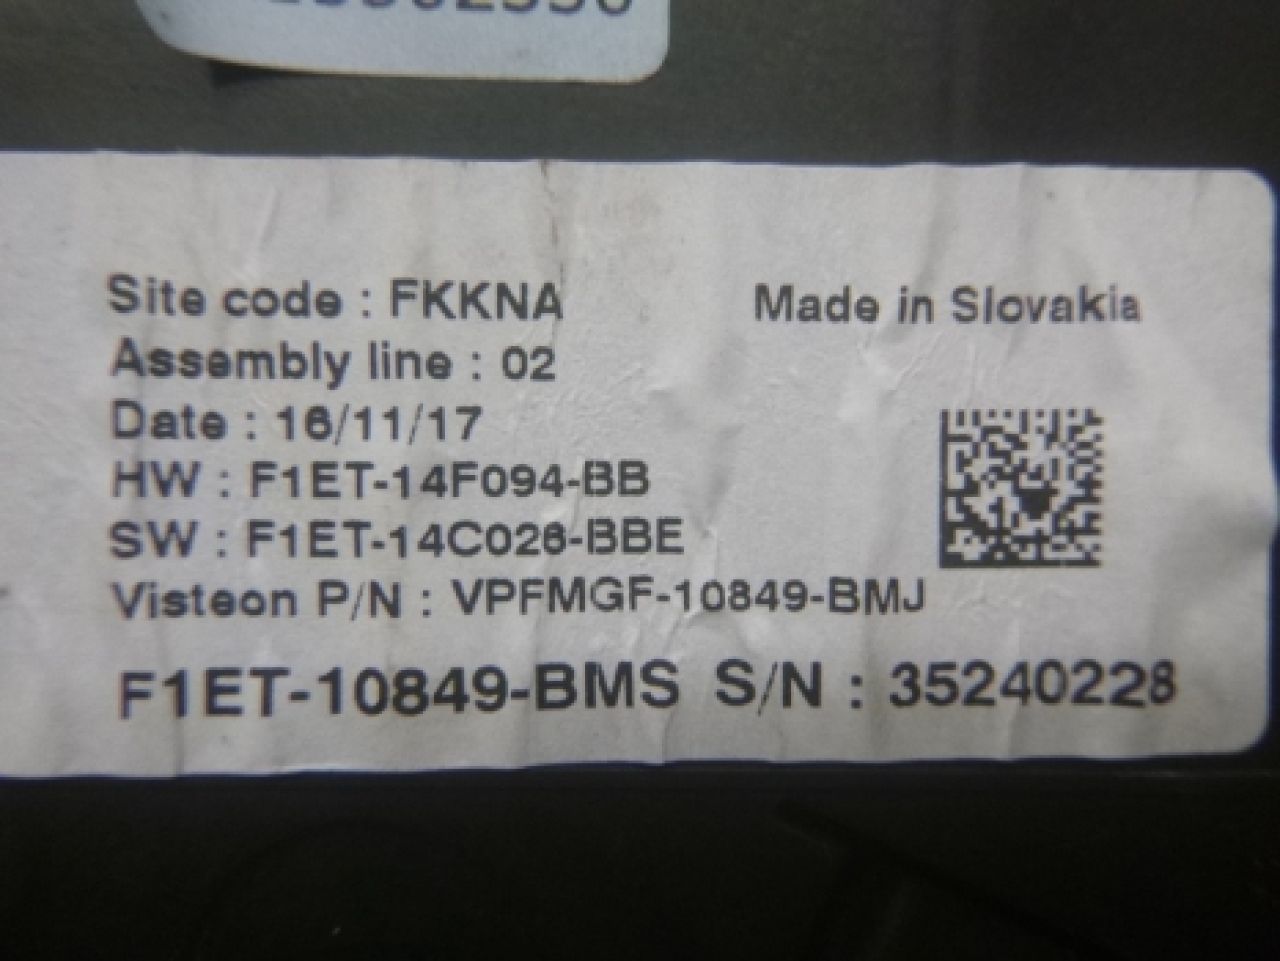 Site code : FKKNA
Made in Slovakia
Assembly line : 02
Date : 16/11/17
HW : F1ET-14F094-BB
SW : F1ET-14C026-BBE
Visteon P/N : VPFMGF-10849-BMJ
F1ET-10849-BMS S/N : 35240228